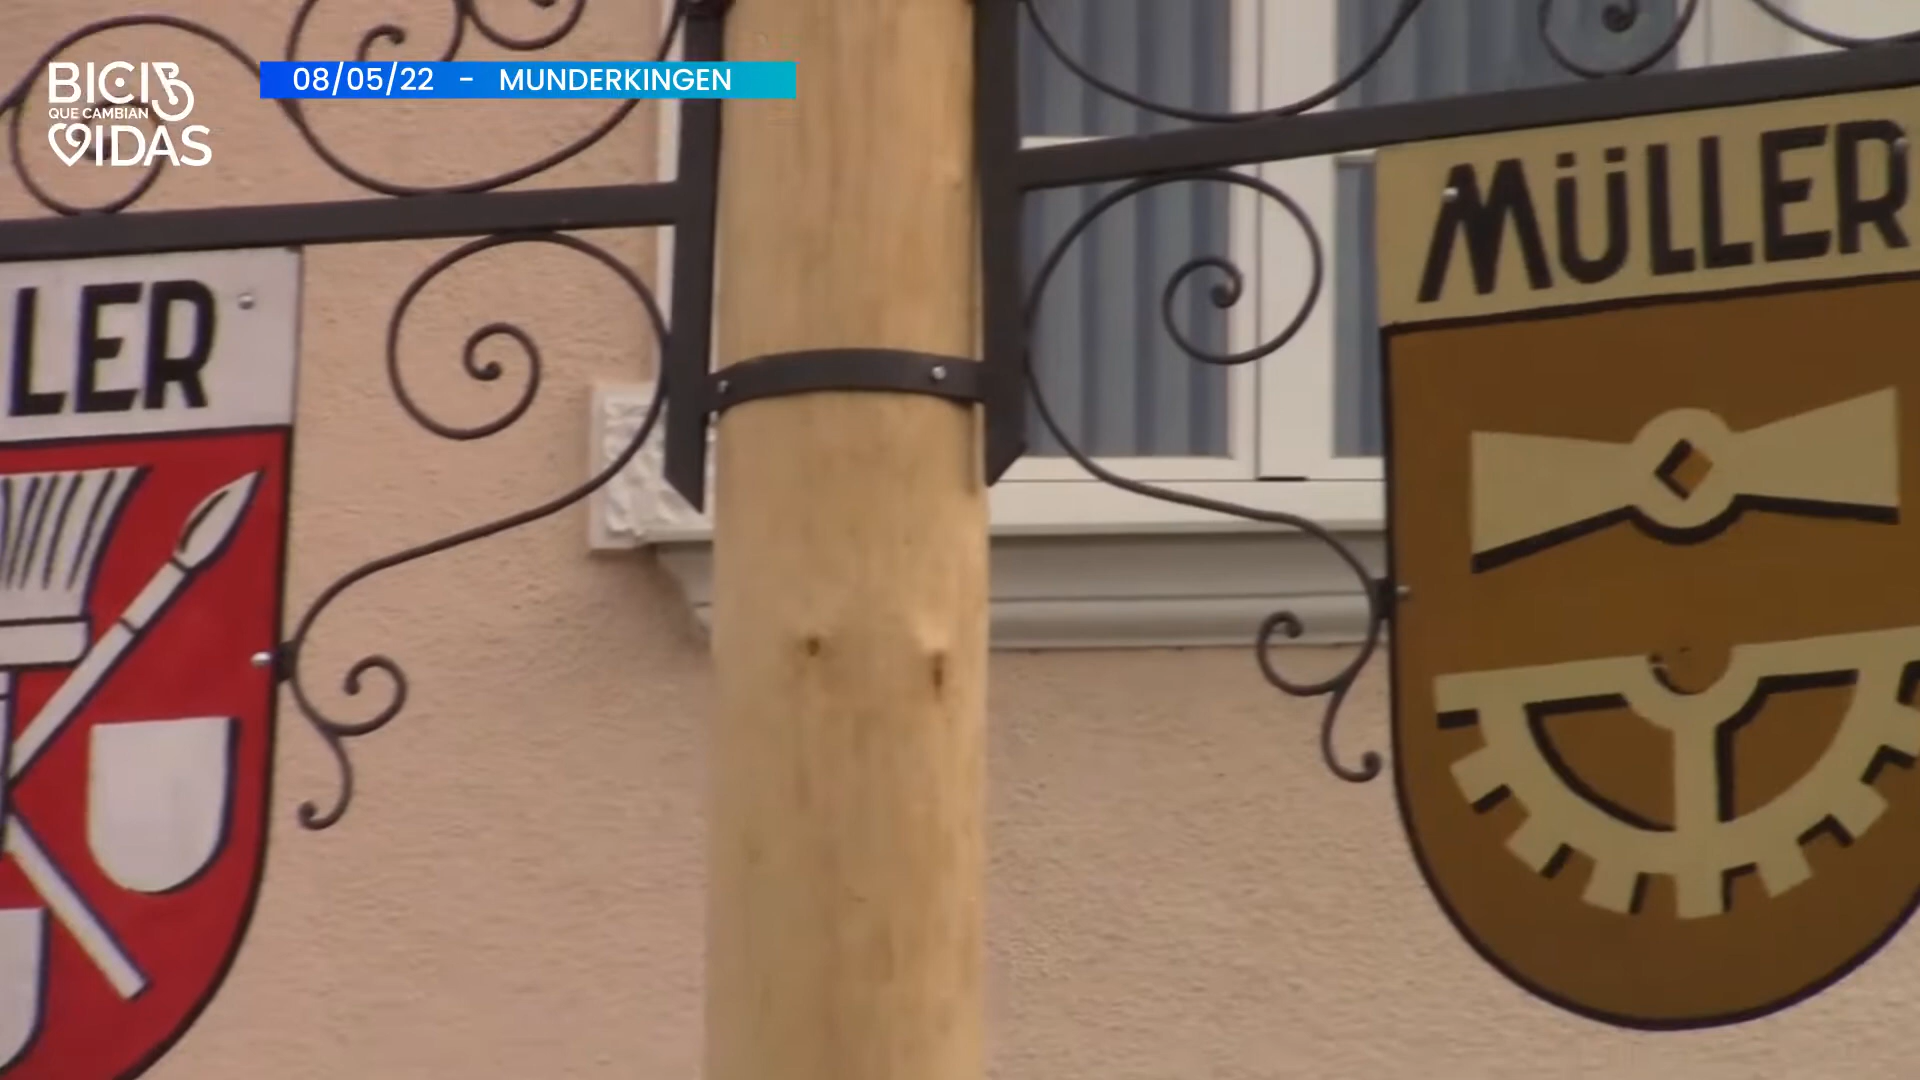 BICIS
QUE CAMBIAN
VIDAS
08/05/22 - MUNDERKINGEN
LER
MÜLLER